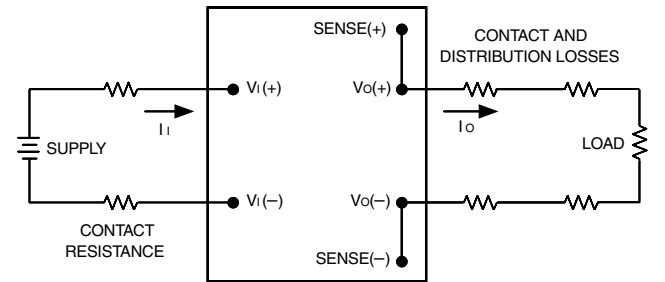 SENSE(+)
CONTACT AND
DISTRIBUTION LOSSES
VI(+)
VO(+)
II
IO
SUPPLY
LOAD
VI(–)
VO(–)
CONTACT
RESISTANCE
SENSE(–)